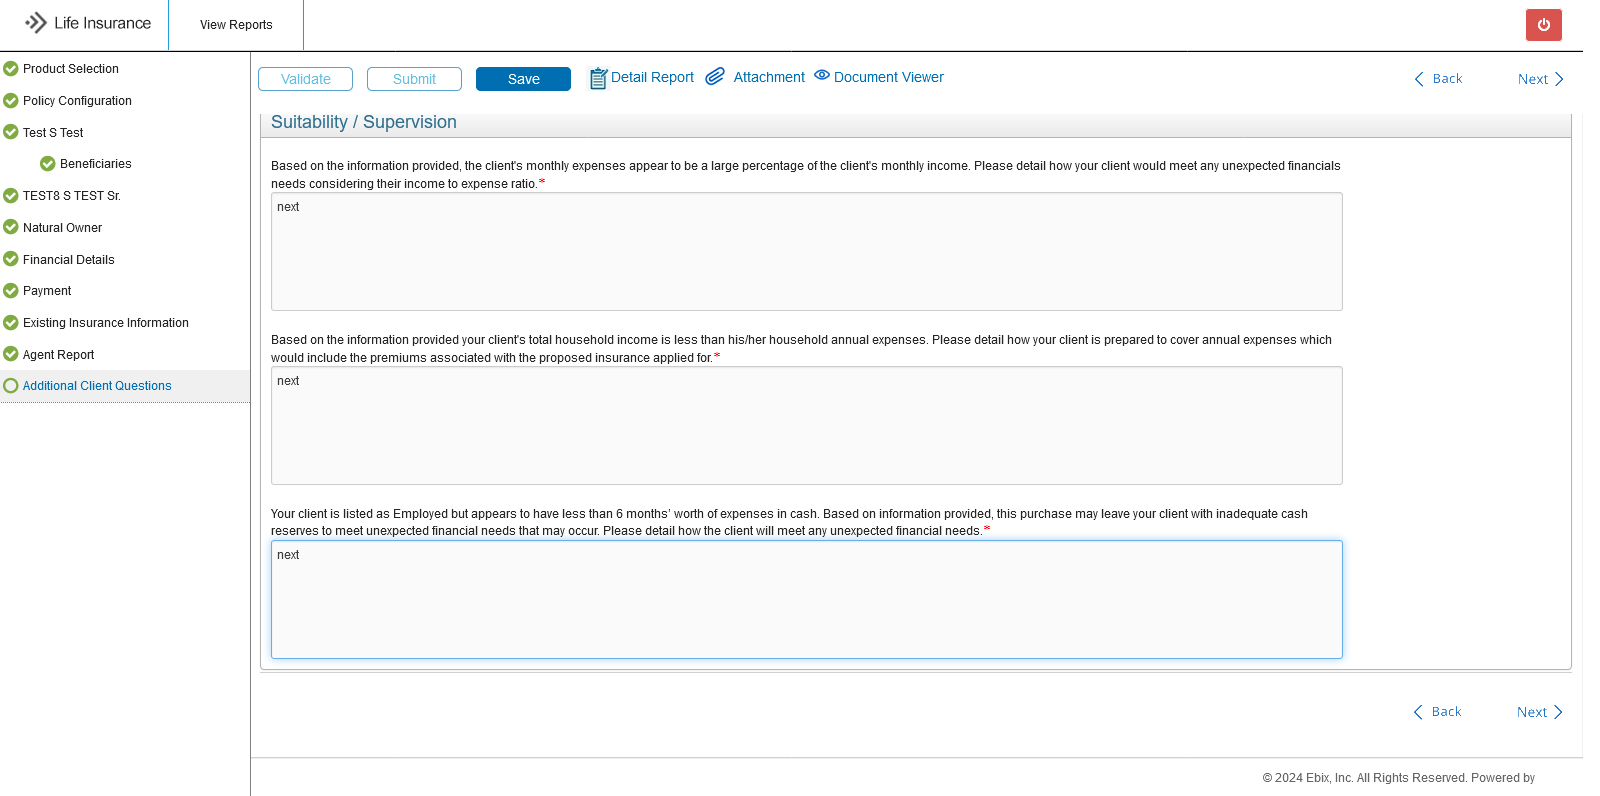 Life Insurance
View Reports
Product Selection
Policy Configuration
Test S Test
Beneficiaries
TEST8 S TEST Sr.
Natural Owner
Financial Details
Payment
Existing Insurance Information
Agent Report
Additional Client Questions
Validate
Submit
Save
Detail Report
Attachment
Document Viewer
Back
Next
Suitability / Supervision
Based on the information provided, the client's monthly expenses appear to be a large percentage of the client's monthly income. Please detail how your client would meet any unexpected financials
needs considering their income to expense ratio.*
next
Based on the information provided your client's total household income is less than his/her household annual expenses. Please detail how your client is prepared to cover annual expenses which
would include the premiums associated with the proposed insurance applied for.*
next
Your client is listed as Employed but appears to have less than 6 months’ worth of expenses in cash. Based on information provided, this purchase may leave your client with inadequate cash
reserves to meet unexpected financial needs that may occur. Please detail how the client will meet any unexpected financial needs.*
next
Back
Next
© 2024 Ebix, Inc. All Rights Reserved. Powered by